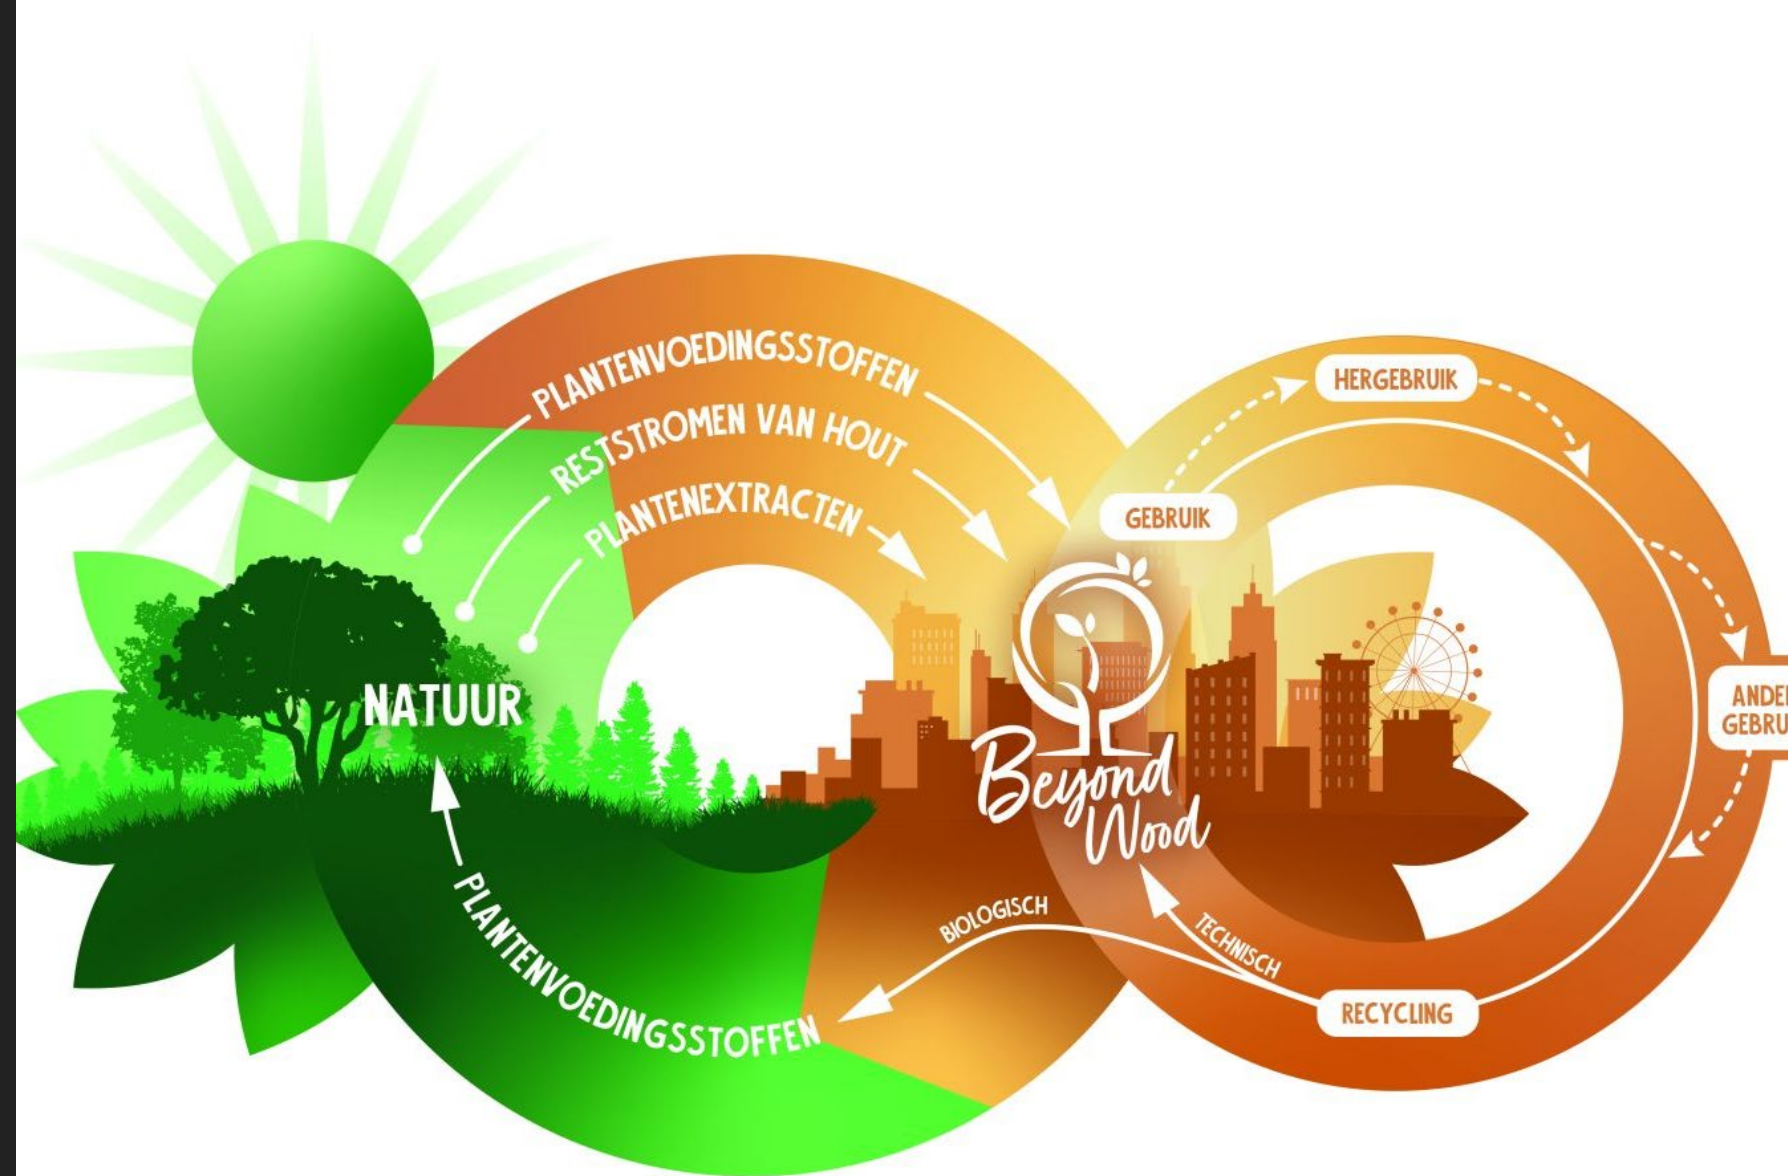 PLANTENVOEDINGSSTOFFEN
RESTSTROMEN VAN HOUT
PLANTENEXTRACTEN
NATUUR
HERGEBRUIK
GEBRUIK
Beyond
Wood
BIOLOGISCH
TECHNISCH
PLANTENVOEDINGSSTOFFEN
RECYCLING